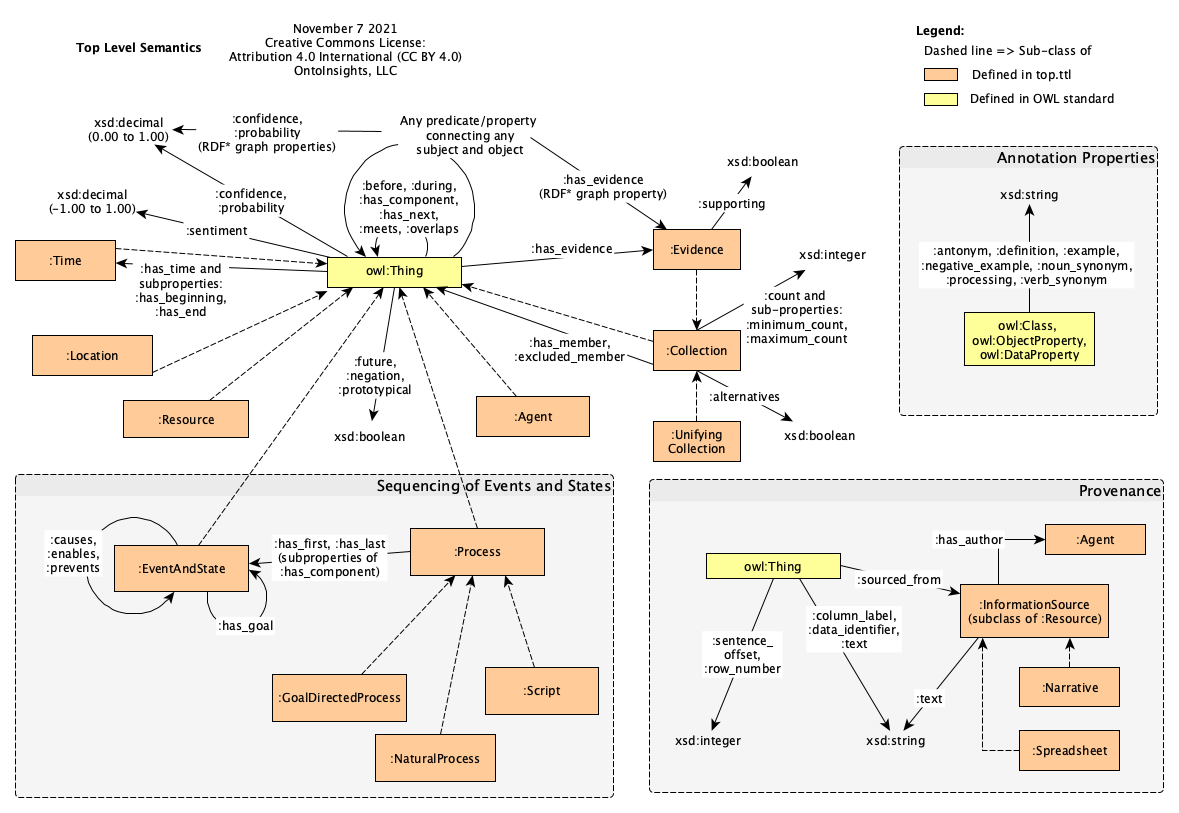 Top Level Semantics
November 7 2021
Creative Commons License:
Attribution 4.0 International (CC BY 4.0)
OntoInsights, LLC
Legend:
Dashed line => Sub-class of
Defined in top.ttl
Defined in OWL standard
xsd:decimal
(0.00 to 1.00)
:confidence,
:probability
(RDF* graph properties)
Any predicate/property
connecting any
subject and object
:has_evidence
(RDF* graph property)
xsd:boolean
:supporting
xsd:decimal
(−1.00 to 1.00)
:confidence,
:probability
:sentiment
:before, :during,
:has_component,
:has_next,
:meets, :overlaps
:has_evidence
:Evidence
:Time
:has_time and
subproperties:
:has_beginning,
:has_end
owl:Thing
xsd:integer
:count and
sub-properties:
:minimum_count,
:maximum_count
:Location
:has_member,
:excluded_member
:Collection
:future,
:negation,
:prototypical
:alternatives
:Resource
xsd:boolean
:Agent
:Unifying
Collection
xsd:boolean
Annotation Properties
xsd:string
:antonym, :definition, :example,
:negative_example, :noun_synonym,
:processing, :verb_synonym
owl:Class,
owl:ObjectProperty,
owl:DataProperty
Sequencing of Events and States
:causes,
:enables,
:prevents
:EventAndState
:has_first, :has_last
(subproperties of
:has_component)
:Process
:has_goal
:GoalDirectedProcess
:Script
:NaturalProcess
Provenance
:has_author
:Agent
owl:Thing
:sourced_from
:InformationSource
(subclass of :Resource)
:column_label,
:data_identifier,
:text
:sentence_
offset,
:row_number
:text
:Narrative
xsd:integer
xsd:string
:Spreadsheet